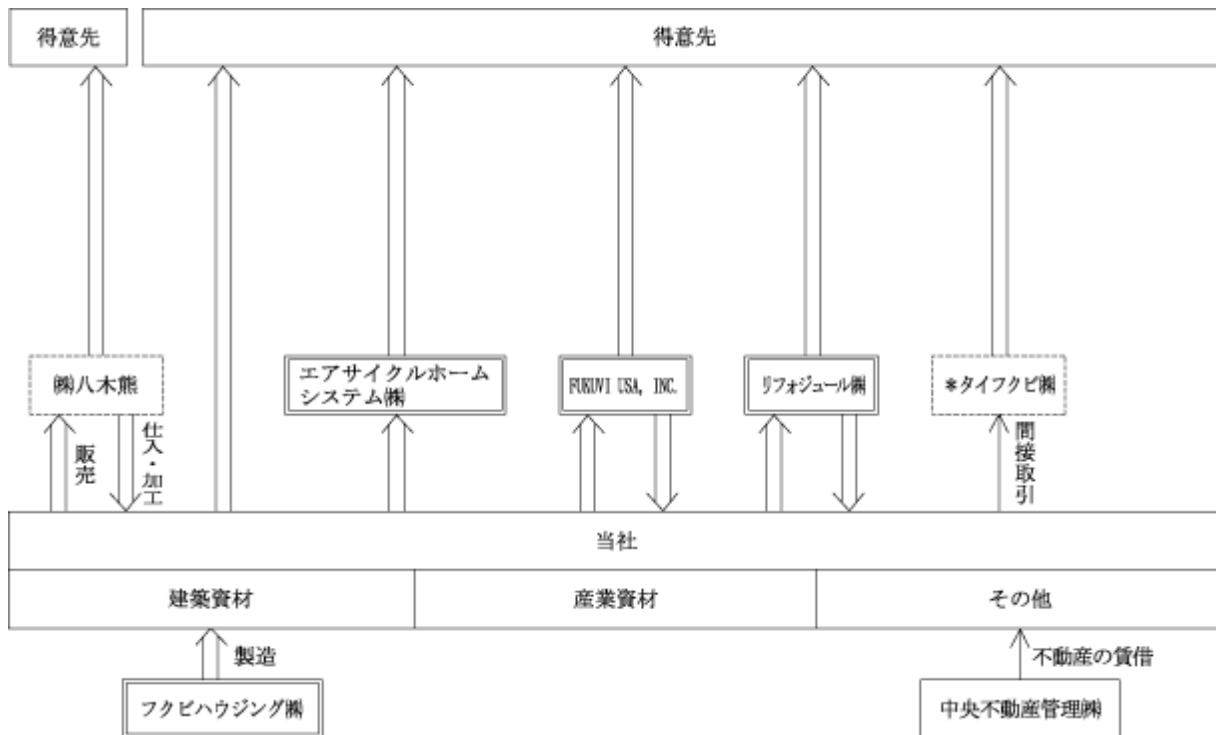 得意先
得意先
㈱八木熊
エアサイクルホーム
システム㈱
FUKUVI USA, INC.
リフォジュール㈱
*タイフクビ㈱
販売
仕入・加工
間接取引
当社
建築資材
産業資材
その他
製造
不動産の賃借
フクビハウジング㈱
中央不動産管理㈱